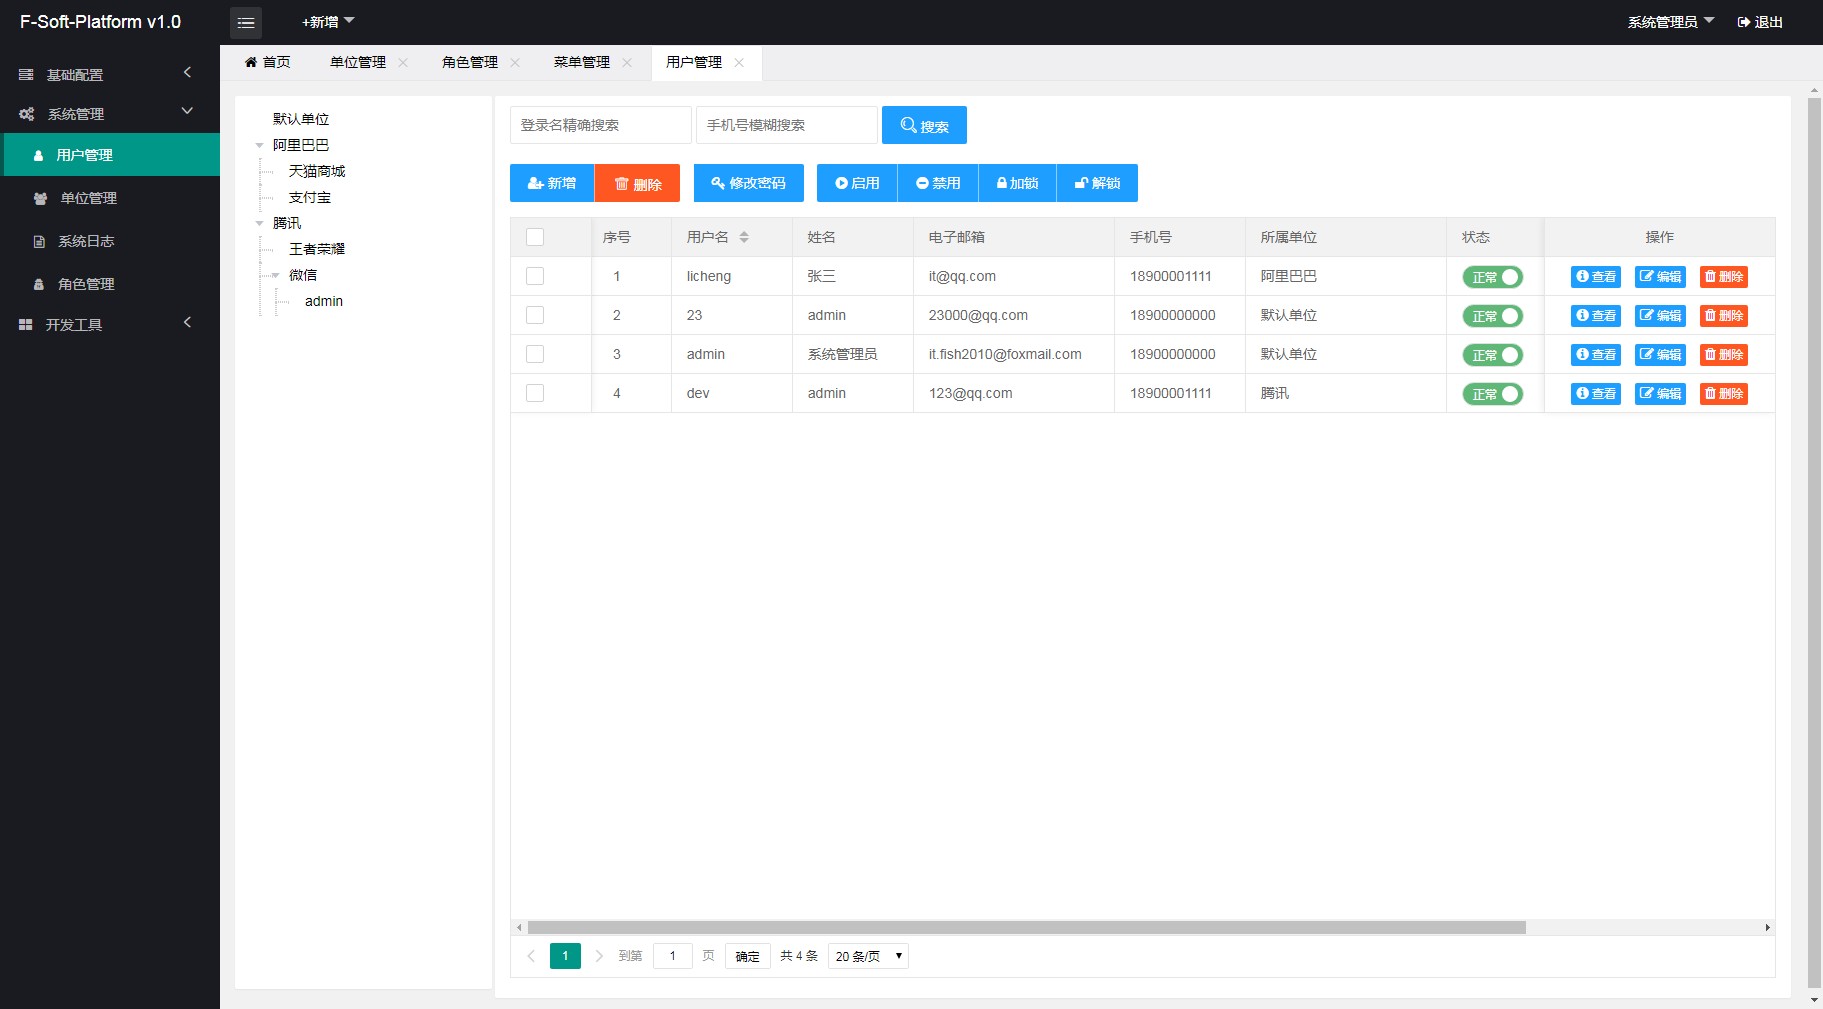 F-Soft-Platform v1.0
+新增
系统管理员
退出
基础配置
系统管理
用户管理
单位管理
系统日志
角色管理
开发工具
首页
单位管理
角色管理
菜单管理
用户管理
默认单位
阿里巴巴
天猫商城
支付宝
腾讯
王者荣耀
微信
admin
登录名精确搜索
手机号模糊搜索
搜索
新增
删除
修改密码
启用
禁用
加锁
解锁
序号 用户名 姓名 电子邮箱 手机号 所属单位 状态 操作
1 licheng 张三 it@qq.com 18900001111 阿里巴巴 正常 查看 编辑 删除
2 23 admin 23000@qq.com 18900000000 默认单位 正常 查看 编辑 删除
3 admin 系统管理员 it.fish2010@foxmail.com 18900000000 默认单位 正常 查看 编辑 删除
4 dev admin 123@qq.com 18900001111 腾讯 正常 查看 编辑 删除
1 到第 1 页 确定 共 4 条 20 条/页